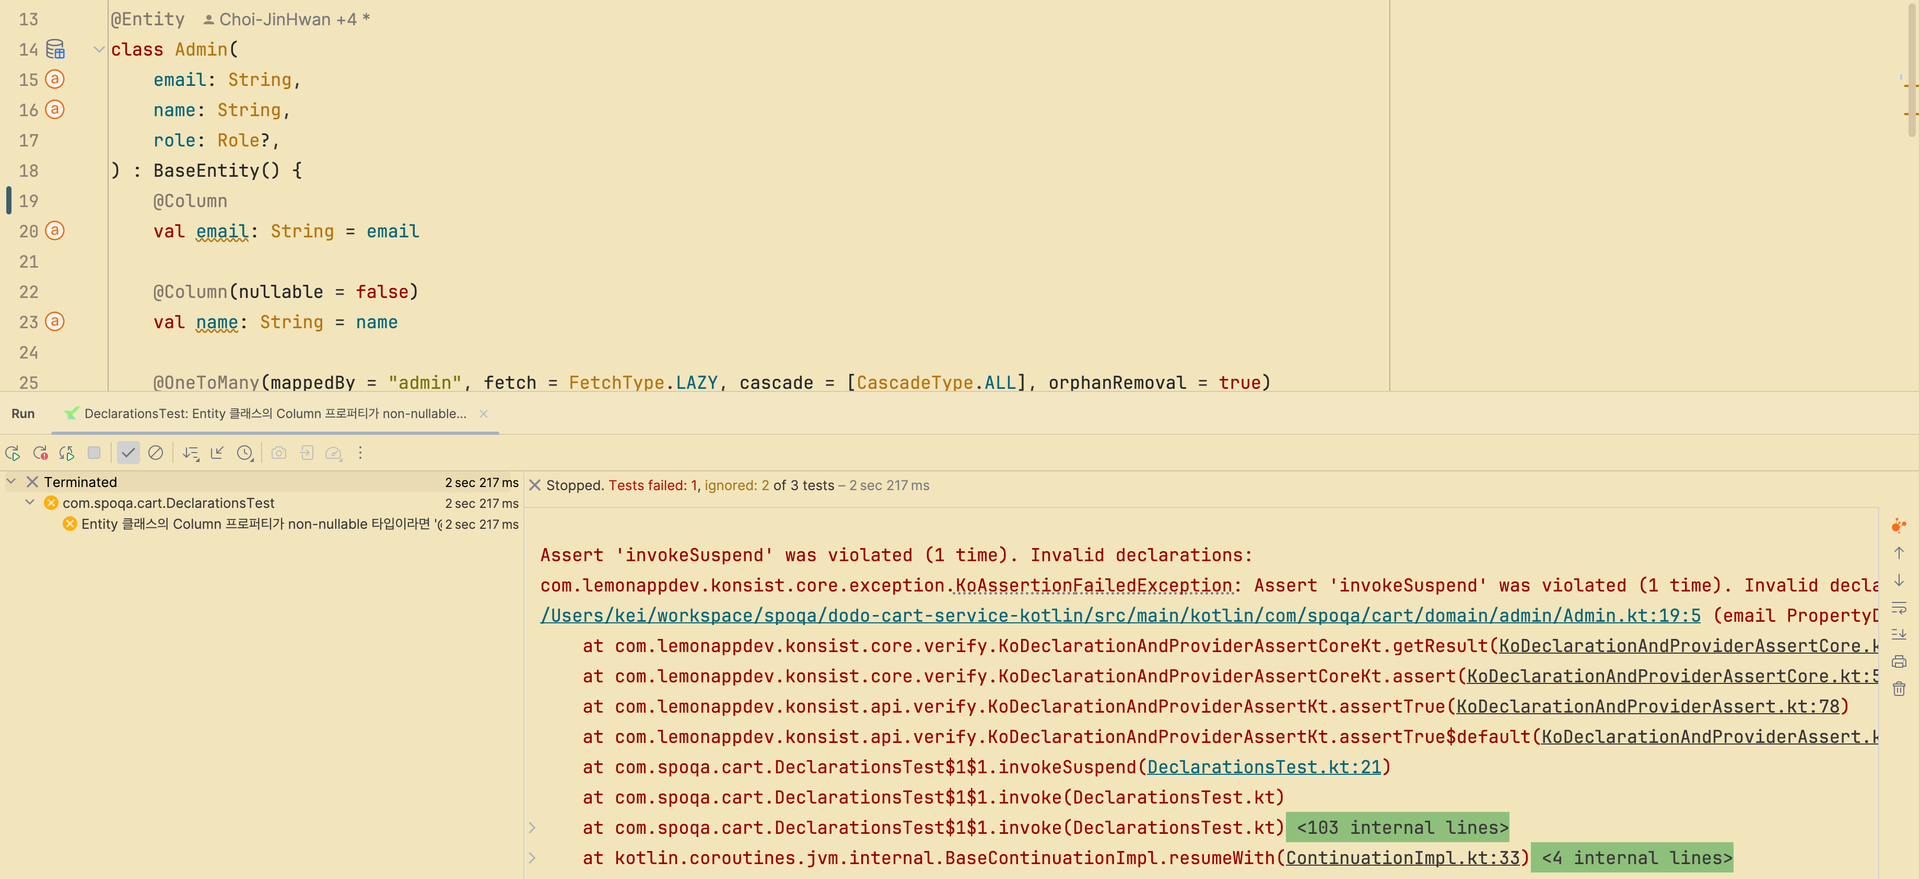 13 @Entity Choi-JinHwan +4 *
14 class Admin(
15 email: String,
16 name: String,
17 role: Role?,
18 ) : BaseEntity() {
19 @Column
20 val email: String = email
21
22 @Column(nullable = false)
23 val name: String = name
24
25 @OneToMany(mappedBy = "admin", fetch = FetchType.LAZY, cascade = [CascadeType.ALL], orphanRemoval = true)
Run DeclarationsTest: Entity 클래스의 Column 프로퍼티가 non-nullable...
Terminated 2 sec 217 ms
com.spoqa.cart.DeclarationsTest 2 sec 217 ms
Entity 클래스의 Column 프로퍼티가 non-nullable 타입이라면 '( 2 sec 217 ms
Stopped. Tests failed: 1, ignored: 2 of 3 tests – 2 sec 217 ms
Assert 'invokeSuspend' was violated (1 time). Invalid declarations:
com.lemonappdev.konsist.core.exception.KoAssertionFailedException: Assert 'invokeSuspend' was violated (1 time). Invalid decla
/Users/kei/workspace/spoqa/dodo-cart-service-kotlin/src/main/kotlin/com/spoqa/cart/domain/admin/Admin.kt:19:5 (email PropertyD
at com.lemonappdev.konsist.core.verify.KoDeclarationAndProviderAssertCoreKt.getResult(KoDeclarationAndProviderAssertCore.k
at com.lemonappdev.konsist.core.verify.KoDeclarationAndProviderAssertCoreKt.assert(KoDeclarationAndProviderAssertCore.kt:5
at com.lemonappdev.konsist.api.verify.KoDeclarationAndProviderAssertKt.assertTrue(KoDeclarationAndProviderAssert.kt:78)
at com.lemonappdev.konsist.api.verify.KoDeclarationAndProviderAssertKt.assertTrue$default(KoDeclarationAndProviderAssert.k
at com.spoqa.cart.DeclarationsTest$1$1.invokeSuspend(DeclarationsTest.kt:21)
at com.spoqa.cart.DeclarationsTest$1$1.invoke(DeclarationsTest.kt)
at com.spoqa.cart.DeclarationsTest$1$1.invoke(DeclarationsTest.kt) <103 internal lines>
at kotlin.coroutines.jvm.internal.BaseContinuationImpl.resumeWith(ContinuationImpl.kt:33) <4 internal lines>